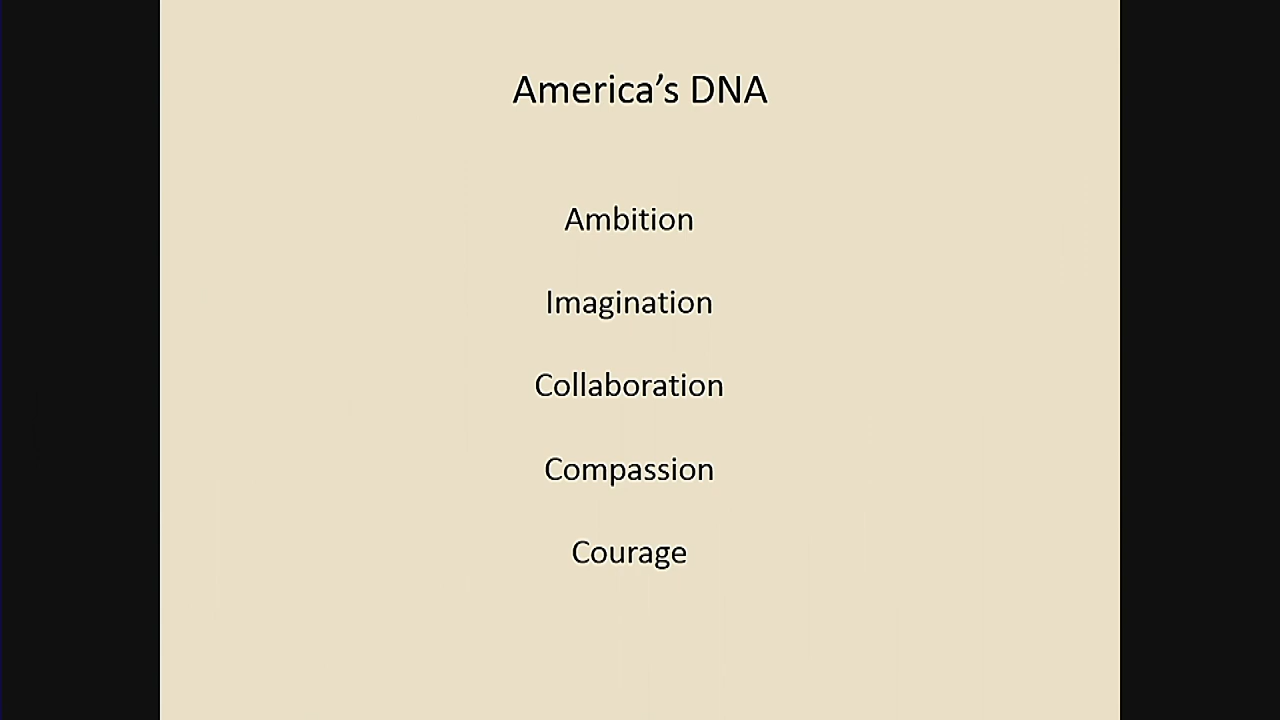 America’s DNA
Ambition
Imagination
Collaboration
Compassion
Courage